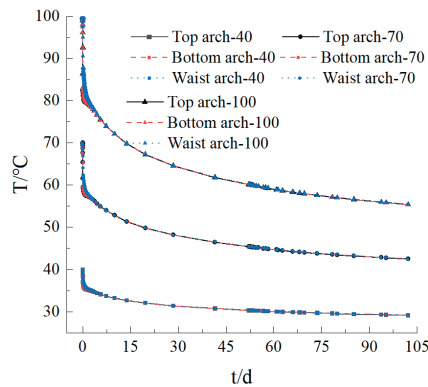 100
90
80
70
60
50
40
30
T/°C
Top arch-40 Top arch-70
Bottom arch-40 Bottom arch-70
Waist arch-40 Waist arch-70
Top arch-100
Bottom arch-100
Waist arch-100
0 15 30 45 60 75 90 105
t/d